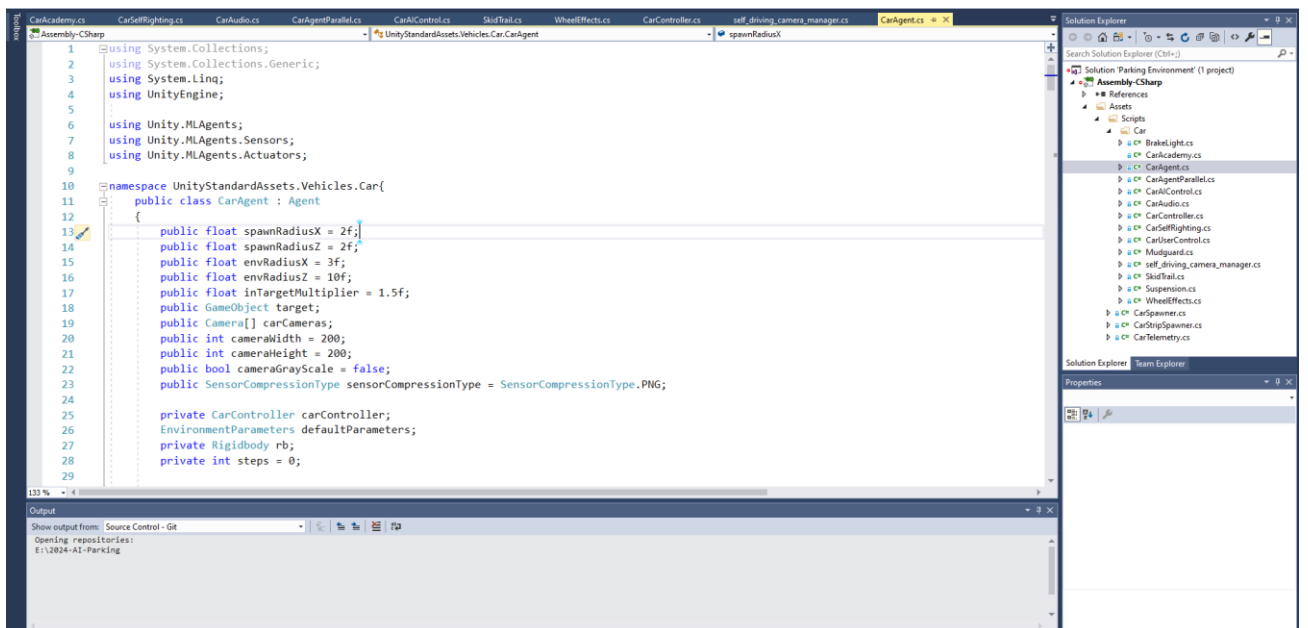 Toolbox
CarAcademy.cs CarSelfRighting.cs CarAudio.cs CarAgentParallel.cs CarAIControl.cs SkidTrail.cs WheelEffects.cs CarController.cs self_driving_camera_manager.cs CarAgent.cs
Assembly-CSharp UnityStandardAssets.Vehicles.Car.CarAgent spawnRadiusX
1 using System.Collections;
2 using System.Collections.Generic;
3 using System.Linq;
4 using UnityEngine;
5
6 using Unity.MLAgents;
7 using Unity.MLAgents.Sensors;
8 using Unity.MLAgents.Actuators;
9
10 namespace UnityStandardAssets.Vehicles.Car{
11 public class CarAgent : Agent
12 {
13 public float spawnRadiusX = 2f;
14 public float spawnRadiusZ = 2f;
15 public float envRadiusX = 3f;
16 public float envRadiusZ = 10f;
17 public float inTargetMultiplier = 1.5f;
18 public GameObject target;
19 public Camera[] carCameras;
20 public int cameraWidth = 200;
21 public int cameraHeight = 200;
22 public bool cameraGrayScale = false;
23 public SensorCompressionType sensorCompressionType = SensorCompressionType.PNG;
24
25 private CarController carController;
26 EnvironmentParameters defaultParameters;
27 private Rigidbody rb;
28 private int steps = 0;
29
133 %
Output
Show output from: Source Control - Git
Opening repositories:
E:\2024-AI-Parking
Solution Explorer
Search Solution Explorer (Ctrl+;)
Solution 'Parking Environment' (1 project)
Assembly-CSharp
References
Assets
Scripts
Car
C# BrakeLight.cs
C# CarAcademy.cs
C# CarAgent.cs
C# CarAgentParallel.cs
C# CarAIControl.cs
C# CarAudio.cs
C# CarController.cs
C# CarSelfRighting.cs
C# CarUserControl.cs
C# Mudguard.cs
C# self_driving_camera_manager.cs
C# SkidTrail.cs
C# Suspension.cs
C# WheelEffects.cs
C# CarSpawner.cs
C# CarStripSpawner.cs
C# CarTelemetry.cs
Solution Explorer Team Explorer
Properties